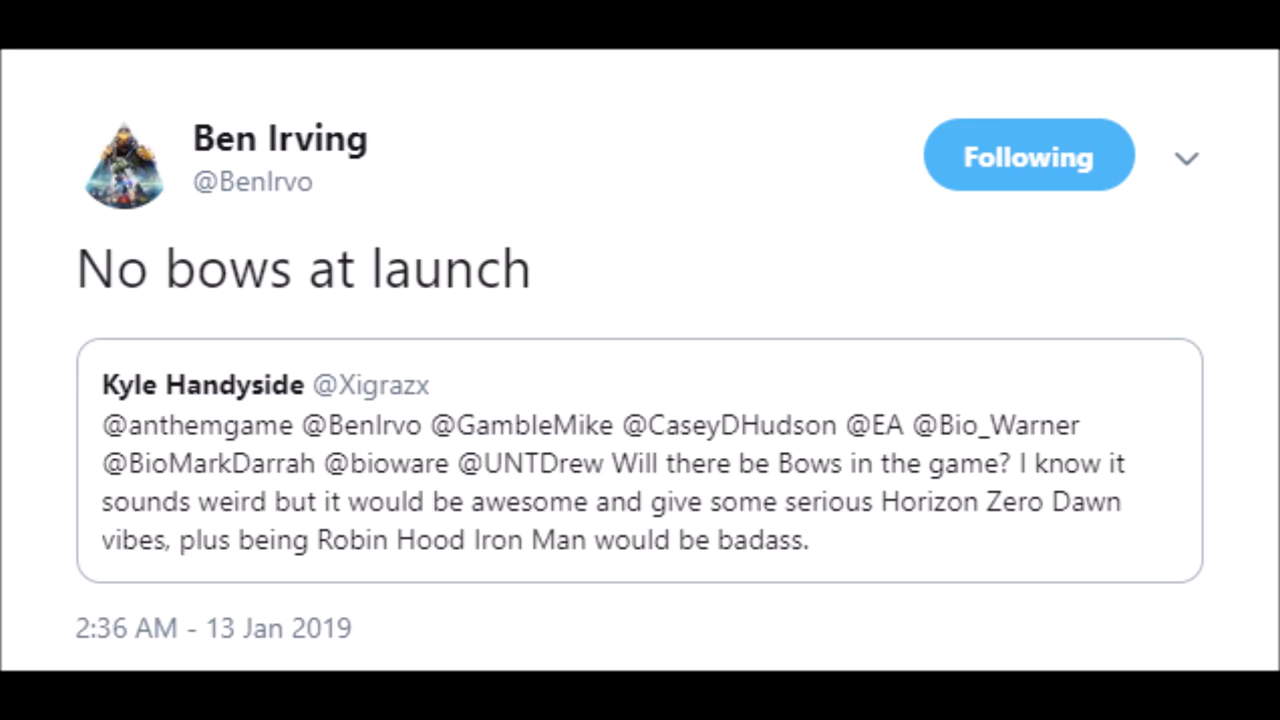 Ben Irving
@BenIrvo
Following
No bows at launch
Kyle Handyside @Xigrazx
@anthemgame @BenIrvo @GambleMike @CaseyDHudson @EA @Bio_Warner
@BioMarkDarrah @bioware @UNTDrew Will there be Bows in the game? I know it
sounds weird but it would be awesome and give some serious Horizon Zero Dawn
vibes, plus being Robin Hood Iron Man would be badass.
2:36 AM - 13 Jan 2019